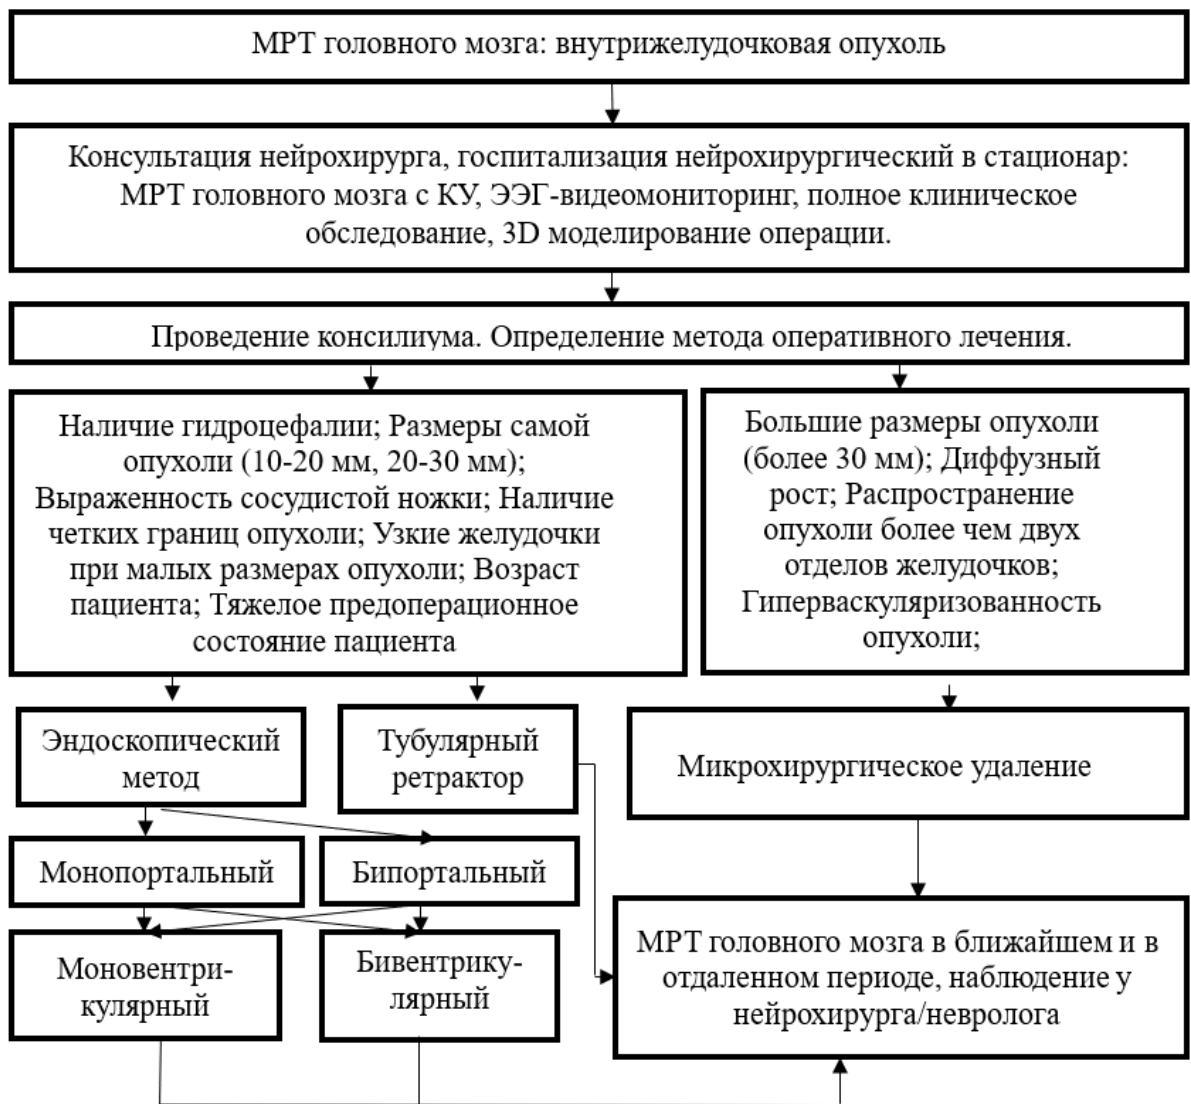 МРТ головного мозга: внутрижелудочковая опухоль
Консультация нейрохирурга, госпитализация нейрохирургический в стационар:
МРТ головного мозга с КУ, ЭЭГ-видеомониторинг, полное клиническое
обследование, 3D моделирование операции.
Проведение консилиума. Определение метода оперативного лечения.
Наличие гидроцефалии; Размеры самой
опухоли (10-20 мм, 20-30 мм);
Выраженность сосудистой ножки; Наличие
четких границ опухоли; Узкие желудочки
при малых размерах опухоли; Возраст
пациента; Тяжелое предоперационное
состояние пациента
Большие размеры опухоли
(более 30 мм); Диффузный
рост; Распространение
опухоли более чем двух
отделов желудочков;
Гиперваскуляризованность
опухоли;
Эндоскопический
метод
Тубулярный
ретрактор
Микрохирургическое удаление
Монопортальный
Бипортальный
Моновентри-
кулярный
Бивентрику-
лярный
МРТ головного мозга в ближайшем и в
отдаленном периоде, наблюдение у
нейрохирурга/невролога